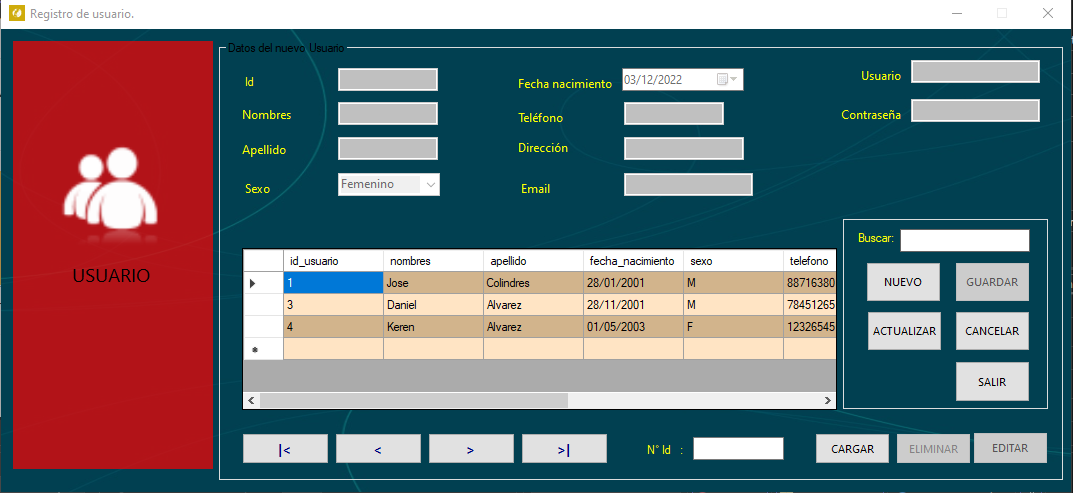 Registro de usuario.
USUARIO
Datos del nuevo Usuario
Id
Nombres
Apellido
Sexo
Femenino
Fecha nacimiento
03/12/2022
Teléfono
Dirección
Email
Usuario
Contraseña
id_usuario nombres apellido fecha_nacimiento sexo telefono
1 Jose Colindres 28/01/2001 M 88716380
3 Daniel Alvarez 28/11/2001 M 78451265
4 Keren Alvarez 01/05/2003 F 12326545
*
Buscar:
NUEVO GUARDAR
ACTUALIZAR CANCELAR
SALIR
|< < > >|
N° Id :
CARGAR ELIMINAR EDITAR